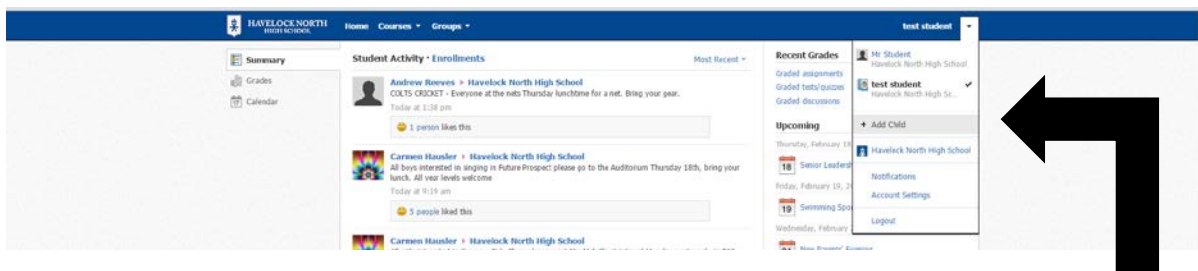 HAVELOCK NORTH
HIGH SCHOOL
Home Courses Groups
test student
Summary
Grades
Calendar
Student Activity · Enrollments
Most Recent
Andrew Reeves Havelock North High School
COLTS CRICKET - Everyone at the nets Thursday lunchtime for a net. Bring your gear.
Today at 1:38 pm
1 person likes this
Carmen Hausler Havelock North High School
All boys interested in singing in Future Prospect please go to the Auditorium Thursday 18th, bring your
lunch. All year levels welcome
Today at 9:19 am
5 people liked this
Carmen Hausler Havelock North High School
Recent Grades
Graded assignments
Graded tests/quizzes
Graded discussions
Upcoming
Thursday, February 18
18 Senior Leadersh
Friday, February 19, 2
19 Swimming Spo
Wednesday, February
Mr Student
Havelock North High School
test student
Havelock North High Sc...
+ Add Child
Havelock North High School
Notifications
Account Settings
Logout